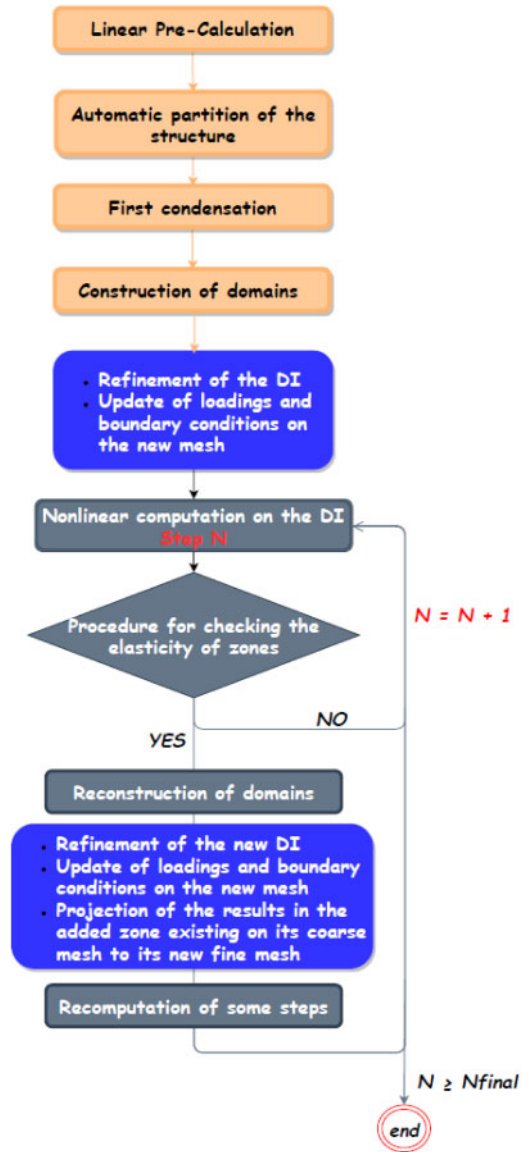 Linear Pre-Calculation
Automatic partition of the
structure
First condensation
Construction of domains
• Refinement of the DI
• Update of loadings and
boundary conditions on
the new mesh
Nonlinear computation on the DI
Step N
Procedure for checking the
elasticity of zones
N = N + 1
NO
YES
Reconstruction of domains
• Refinement of the new DI
• Update of loadings and boundary
conditions on the new mesh
• Projection of the results in the
added zone existing on its coarse
mesh to its new fine mesh
Recomputation of some steps
N ≥ Nfinal
end